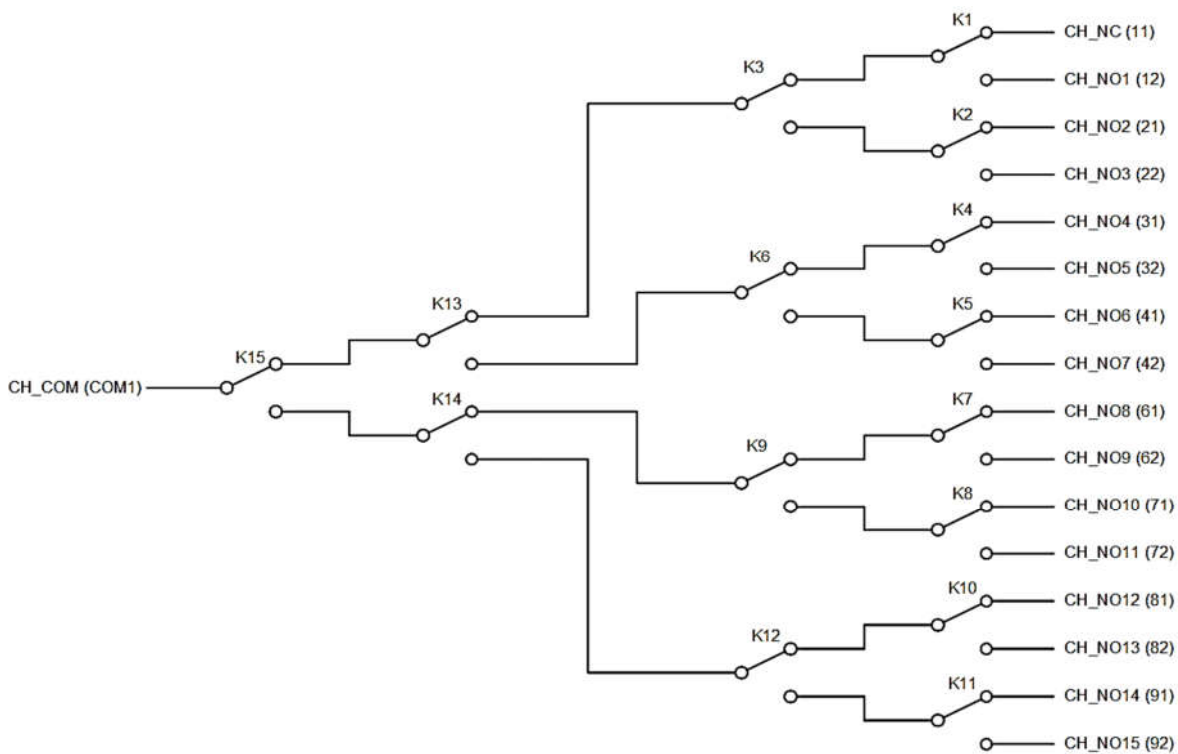 K1
CH_NC (11)
K3
CH_NO1 (12)
K2
CH_NO2 (21)
CH_NO3 (22)
K4
CH_NO4 (31)
K6
CH_NO5 (32)
K13
K5
CH_NO6 (41)
K15
CH_NO7 (42)
CH_COM (COM1)
K14
K7
CH_NO8 (61)
K9
CH_NO9 (62)
K8
CH_NO10 (71)
CH_NO11 (72)
K10
CH_NO12 (81)
K12
CH_NO13 (82)
K11
CH_NO14 (91)
CH_NO15 (92)